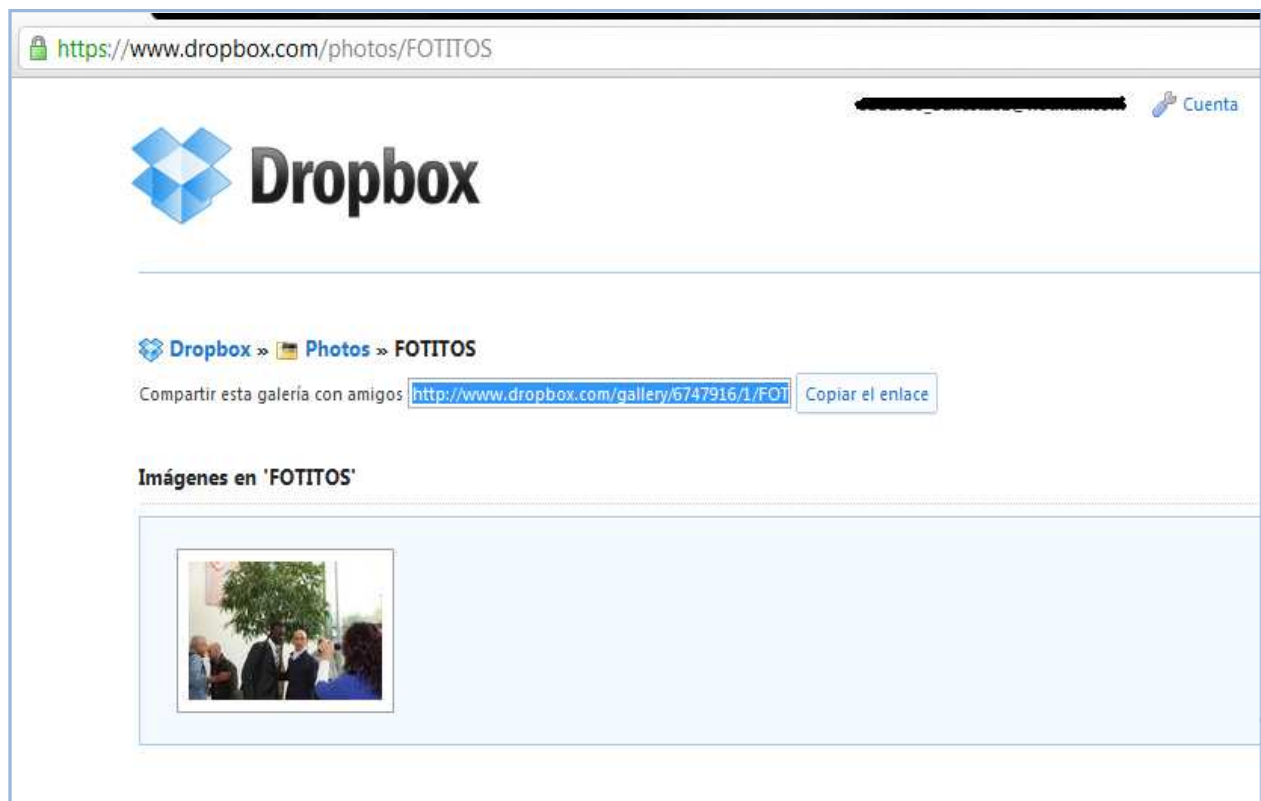 https://www.dropbox.com/photos/FOTITOS
Cuenta
Dropbox
Dropbox » Photos » FOTITOS
Compartir esta galería con amigos http://www.dropbox.com/gallery/6747916/1/FOT Copiar el enlace
Imágenes en 'FOTITOS'